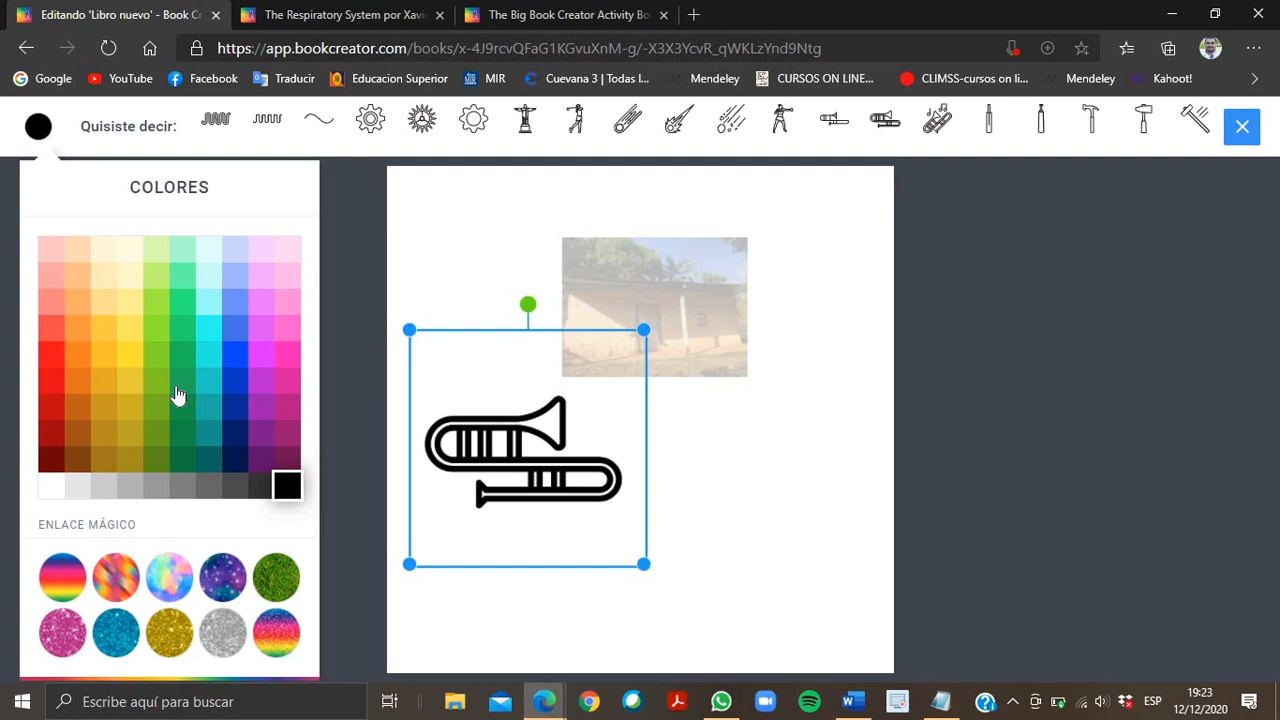 Editando 'Libro nuevo' - Book Cr
The Respiratory System por Xavi
The Big Book Creator Activity Bo
https://app.bookcreator.com/books/x-4J9rcvQFaG1KGvuXnM-g/-X3X3YcvR_qWKLzYnd9Ntg
Google
YouTube
Facebook
Traducir
Educacion Superior
MIR
Cuevana 3 | Todas l...
Mendeley
CURSOS ON LINE...
CLIMSS-cursos on li...
Mendeley
Kahoot!
Quisiste decir:
COLORES
ENLACE MÁGICO
Escribe aquí para buscar
ESP
19:23
12/12/2020